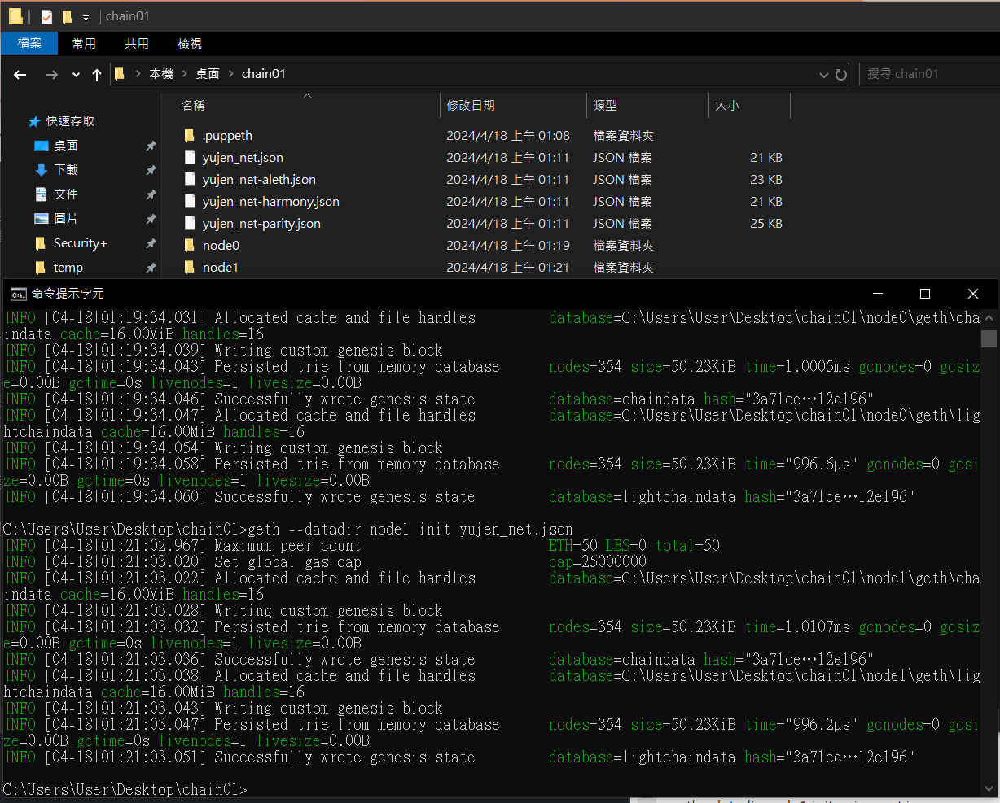 chain01
檔案 常用 共用 檢視
本機 桌面 chain01 搜尋 chain01
名稱 修改日期 類型 大小
快速存取
桌面
下載
文件
圖片
Security+
temp
.puppeth 2024/4/18 上午 01:08 檔案資料夾
yujen_net.json 2024/4/18 上午 01:11 JSON 檔案 21 KB
yujen_net-aleth.json 2024/4/18 上午 01:11 JSON 檔案 23 KB
yujen_net-harmony.json 2024/4/18 上午 01:11 JSON 檔案 21 KB
yujen_net-parity.json 2024/4/18 上午 01:11 JSON 檔案 25 KB
node0 2024/4/18 上午 01:19 檔案資料夾
node1 2024/4/18 上午 01:21 檔案資料夾
命令提示字元
INFO [04-18|01:19:34.031] Allocated cache and file handles database=C:\Users\User\Desktop\chain01\node0\geth\cha
indata cache=16.00MiB handles=16
INFO [04-18|01:19:34.039] Writing custom genesis block
INFO [04-18|01:19:34.043] Persisted trie from memory database nodes=354 size=50.23KiB time=1.0005ms gcnodes=0 gcsiz
e=0.00B gctime=0s livenodes=1 livesize=0.00B
INFO [04-18|01:19:34.046] Successfully wrote genesis state database=chaindata hash="3a71ce…12e196"
INFO [04-18|01:19:34.047] Allocated cache and file handles database=C:\Users\User\Desktop\chain01\node0\geth\lig
htchaindata cache=16.00MiB handles=16
INFO [04-18|01:19:34.054] Writing custom genesis block
INFO [04-18|01:19:34.058] Persisted trie from memory database nodes=354 size=50.23KiB time="996.6µs" gcnodes=0 gcsi
ze=0.00B gctime=0s livenodes=1 livesize=0.00B
INFO [04-18|01:19:34.060] Successfully wrote genesis state database=lightchaindata hash="3a71ce…12e196"
C:\Users\User\Desktop\chain01>geth --datadir node1 init yujen_net.json
INFO [04-18|01:21:02.967] Maximum peer count ETH=50 LES=0 total=50
INFO [04-18|01:21:03.020] Set global gas cap cap=25000000
INFO [04-18|01:21:03.022] Allocated cache and file handles database=C:\Users\User\Desktop\chain01\node1\geth\cha
indata cache=16.00MiB handles=16
INFO [04-18|01:21:03.028] Writing custom genesis block
INFO [04-18|01:21:03.032] Persisted trie from memory database nodes=354 size=50.23KiB time=1.0107ms gcnodes=0 gcsiz
e=0.00B gctime=0s livenodes=1 livesize=0.00B
INFO [04-18|01:21:03.036] Successfully wrote genesis state database=chaindata hash="3a71ce…12e196"
INFO [04-18|01:21:03.038] Allocated cache and file handles database=C:\Users\User\Desktop\chain01\node1\geth\lig
htchaindata cache=16.00MiB handles=16
INFO [04-18|01:21:03.043] Writing custom genesis block
INFO [04-18|01:21:03.047] Persisted trie from memory database nodes=354 size=50.23KiB time="996.2µs" gcnodes=0 gcsi
ze=0.00B gctime=0s livenodes=1 livesize=0.00B
INFO [04-18|01:21:03.051] Successfully wrote genesis state database=lightchaindata hash="3a71ce…12e196"
C:\Users\User\Desktop\chain01>